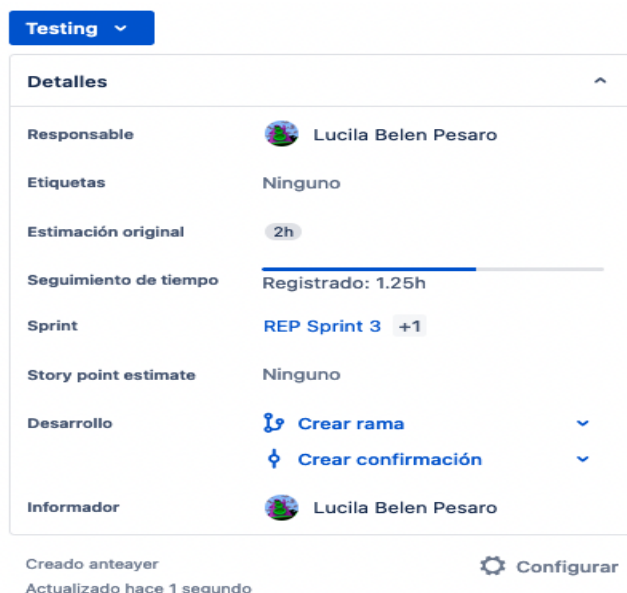 Testing
Detalles
Responsable Lucila Belen Pesaro
Etiquetas Ninguno
Estimación original 2h
Seguimiento de tiempo Registrado: 1.25h
Sprint REP Sprint 3 +1
Story point estimate Ninguno
Desarrollo Crear rama
Crear confirmación
Informador Lucila Belen Pesaro
Creado anteayer Configurar
Actualizado hace 1 segundo